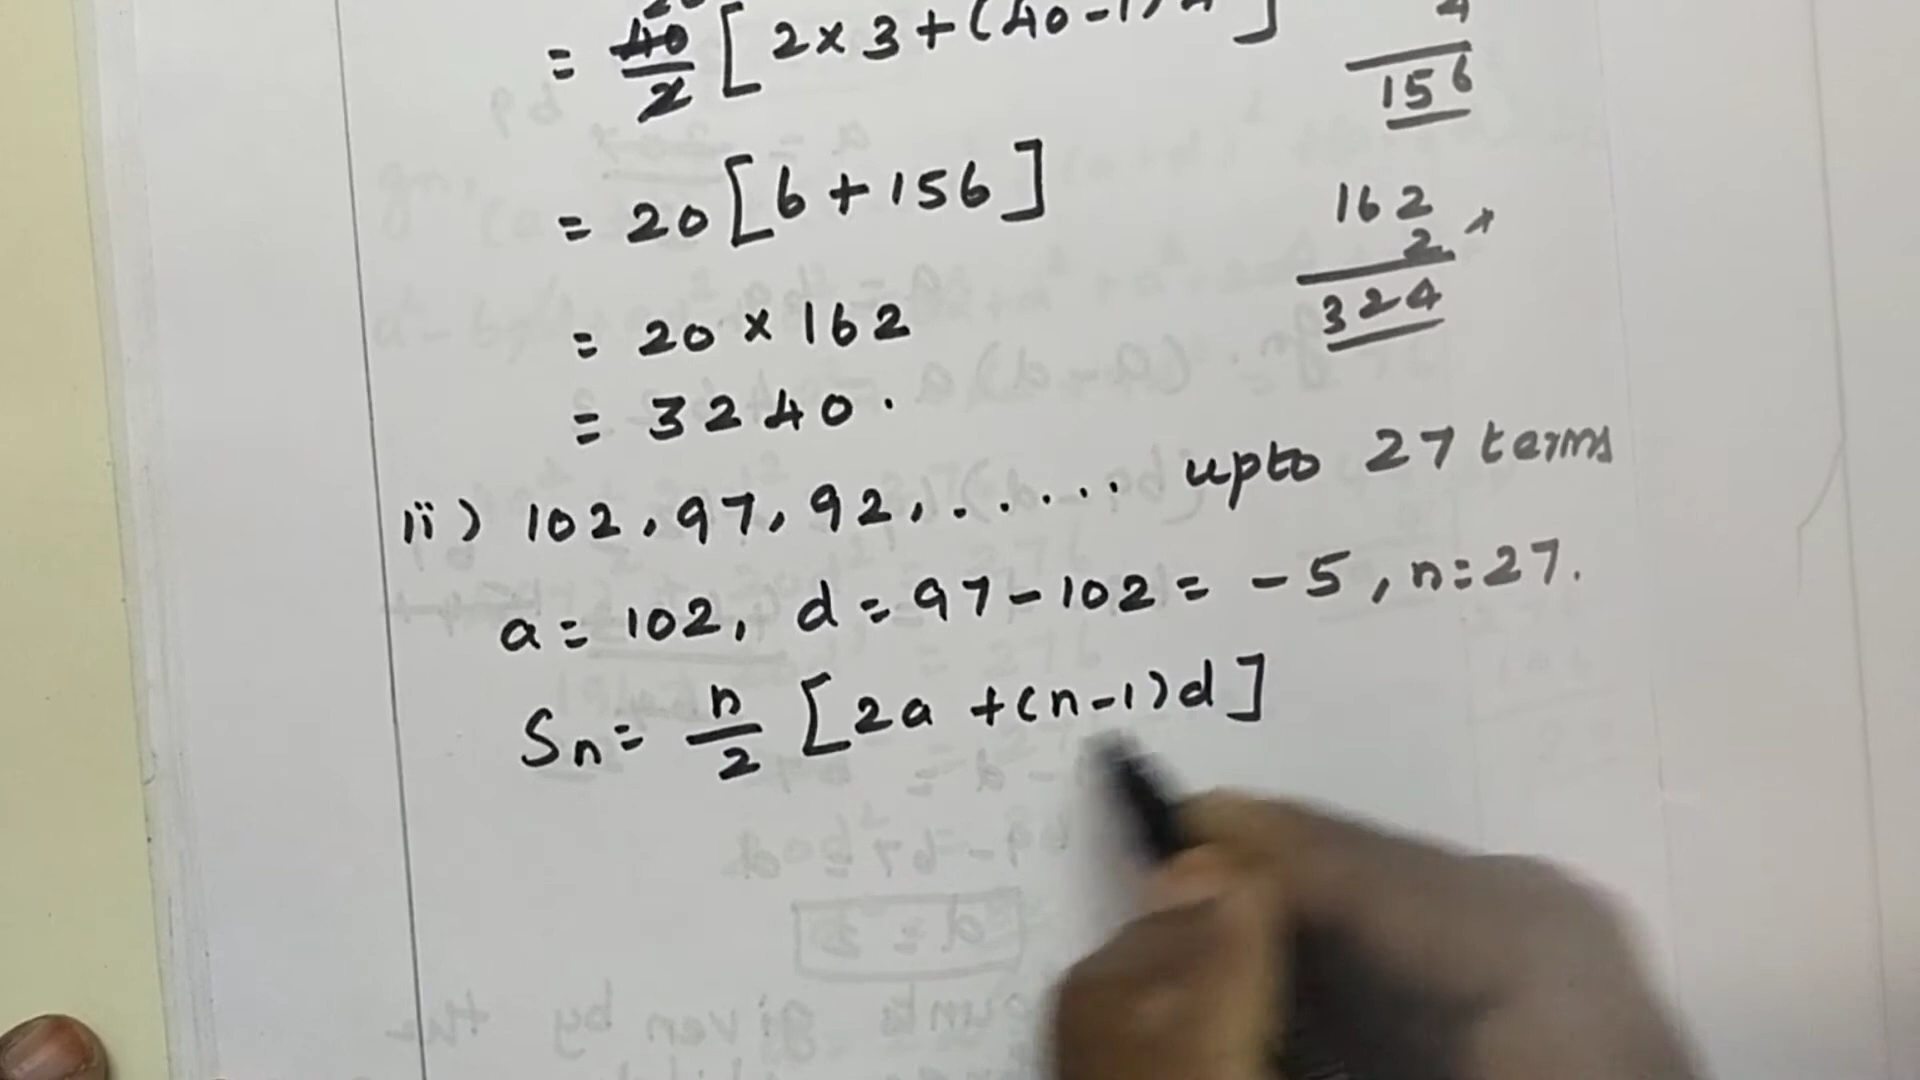 = 40/2 [ 2 x 3 + (40 - 1) 4 ]
4
156
= 20 [ 6 + 156 ]
162
2 x
324
= 20 x 162
= 3240.
ii) 102, 97, 92, ...... upto 27 terms
a = 102, d = 97 - 102 = - 5, n = 27.
Sn = n/2 [ 2a + (n - 1) d ]